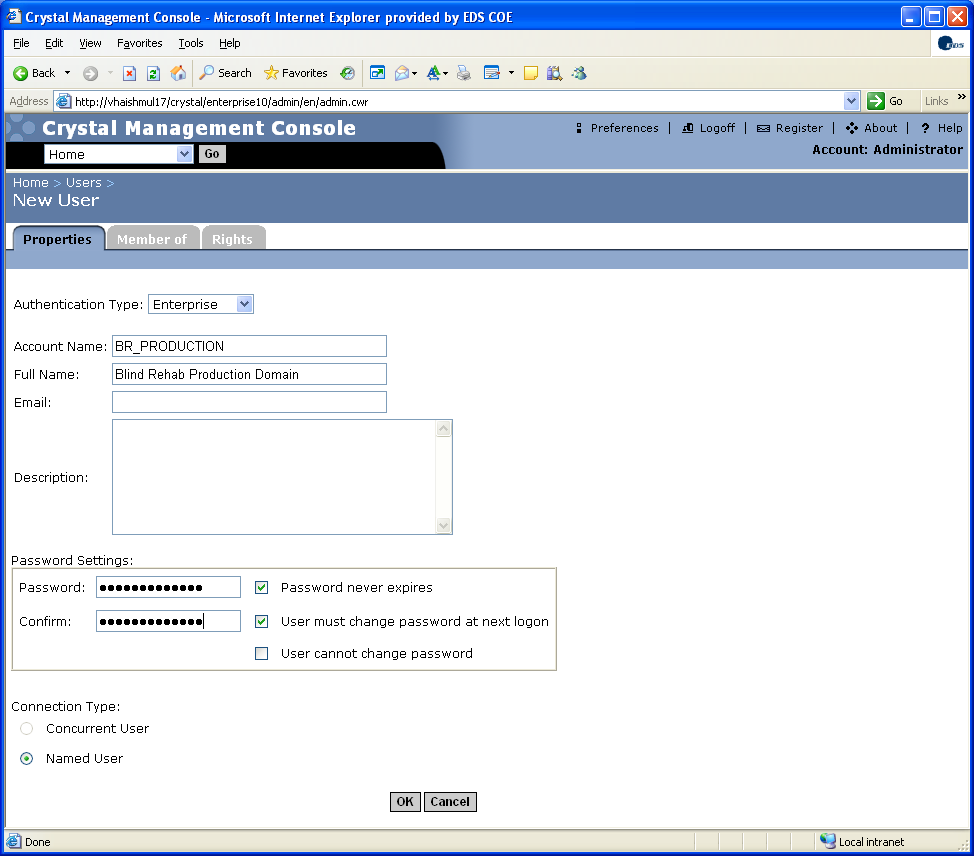 Crystal Management Console - Microsoft Internet Explorer provided by EDS COE
File Edit View Favorites Tools Help
EDS
Back Search Favorites
Address http://vhaishmul17/crystal/enterprise10/admin/en/admin.cwr Go Links »
Crystal Management Console
Preferences | Logoff | Register | About | ? Help
Home Go
Account: Administrator
Home > Users >
New User
Properties Member of Rights
Authentication Type: Enterprise
Account Name: BR_PRODUCTION
Full Name: Blind Rehab Production Domain
Email:
Description:
Password Settings:
Password: ●●●●●●●●●●●●● Password never expires
Confirm: ●●●●●●●●●●●●● User must change password at next logon
User cannot change password
Connection Type:
Concurrent User
Named User
OK Cancel
Done Local intranet